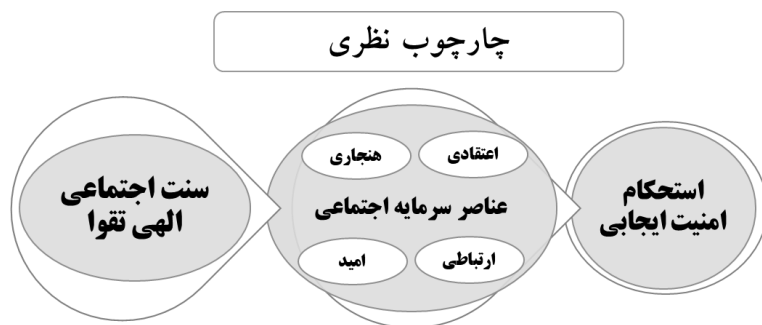 چارچوب نظری
استحکام
امنیت ایجابی
اعتقادی
هنجاری
عناصر سرمایه اجتماعی
ارتباطی
امید
سنت اجتماعی
الهی تقوا